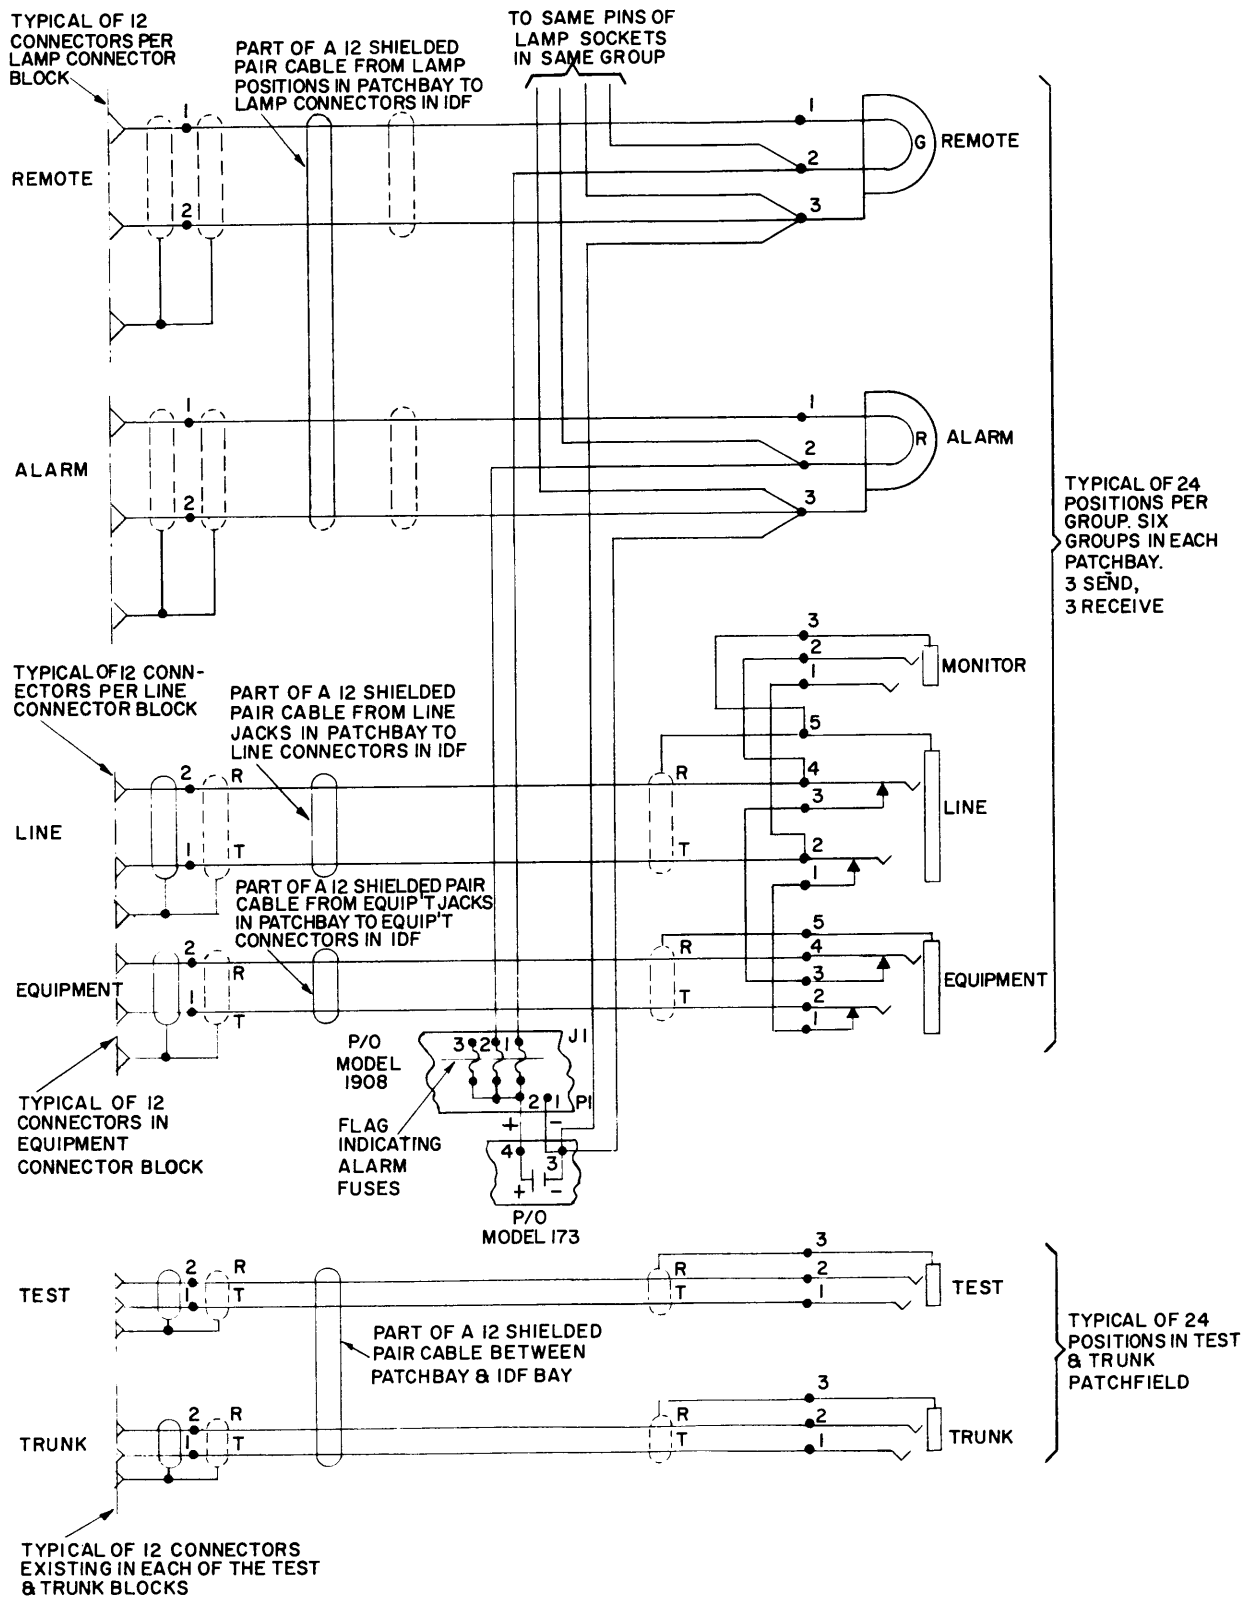 TYPICAL OF 12
CONNECTORS PER
LAMP CONNECTOR
BLOCK
PART OF A 12 SHIELDED
PAIR CABLE FROM LAMP
POSITIONS IN PATCHBAY TO
LAMP CONNECTORS IN IDF
TO SAME PINS OF
LAMP SOCKETS
IN SAME GROUP
1
1
G
REMOTE
2
REMOTE
2
3
1
1
2
R
ALARM
ALARM
2
3
TYPICAL OF 24
POSITIONS PER
GROUP. SIX
GROUPS IN EACH
PATCHBAY.
3 SEND,
3 RECEIVE
3
2
1
MONITOR
TYPICAL OF 12 CONN-
ECTORS PER LINE
CONNECTOR BLOCK
PART OF A 12 SHIELDED
PAIR CABLE FROM LINE
JACKS IN PATCHBAY TO
LINE CONNECTORS IN IDF
5
2
R
R
4
3
LINE
LINE
1
T
T
2
1
PART OF A 12 SHIELDED PAIR
CABLE FROM EQUIP'T JACKS
IN PATCHBAY TO EQUIP'T
CONNECTORS IN IDF
5
2
R
R
4
3
EQUIPMENT
EQUIPMENT
1
T
T
2
1
P/O
MODEL
1908
3 2 1
J1
2 1
P1
+ –
TYPICAL OF 12
CONNECTORS IN
EQUIPMENT
CONNECTOR BLOCK
FLAG
INDICATING
ALARM
FUSES
4
3
+ –
P/O
MODEL 173
3
2
R
R
2
TEST
1
T
T
1
TEST
PART OF A 12 SHIELDED
PAIR CABLE BETWEEN
PATCHBAY & IDF BAY
TYPICAL OF 24
POSITIONS IN TEST
& TRUNK
PATCHFIELD
3
2
R
R
2
TRUNK
1
T
T
1
TRUNK
TYPICAL OF 12 CONNECTORS
EXISTING IN EACH OF THE TEST
& TRUNK BLOCKS